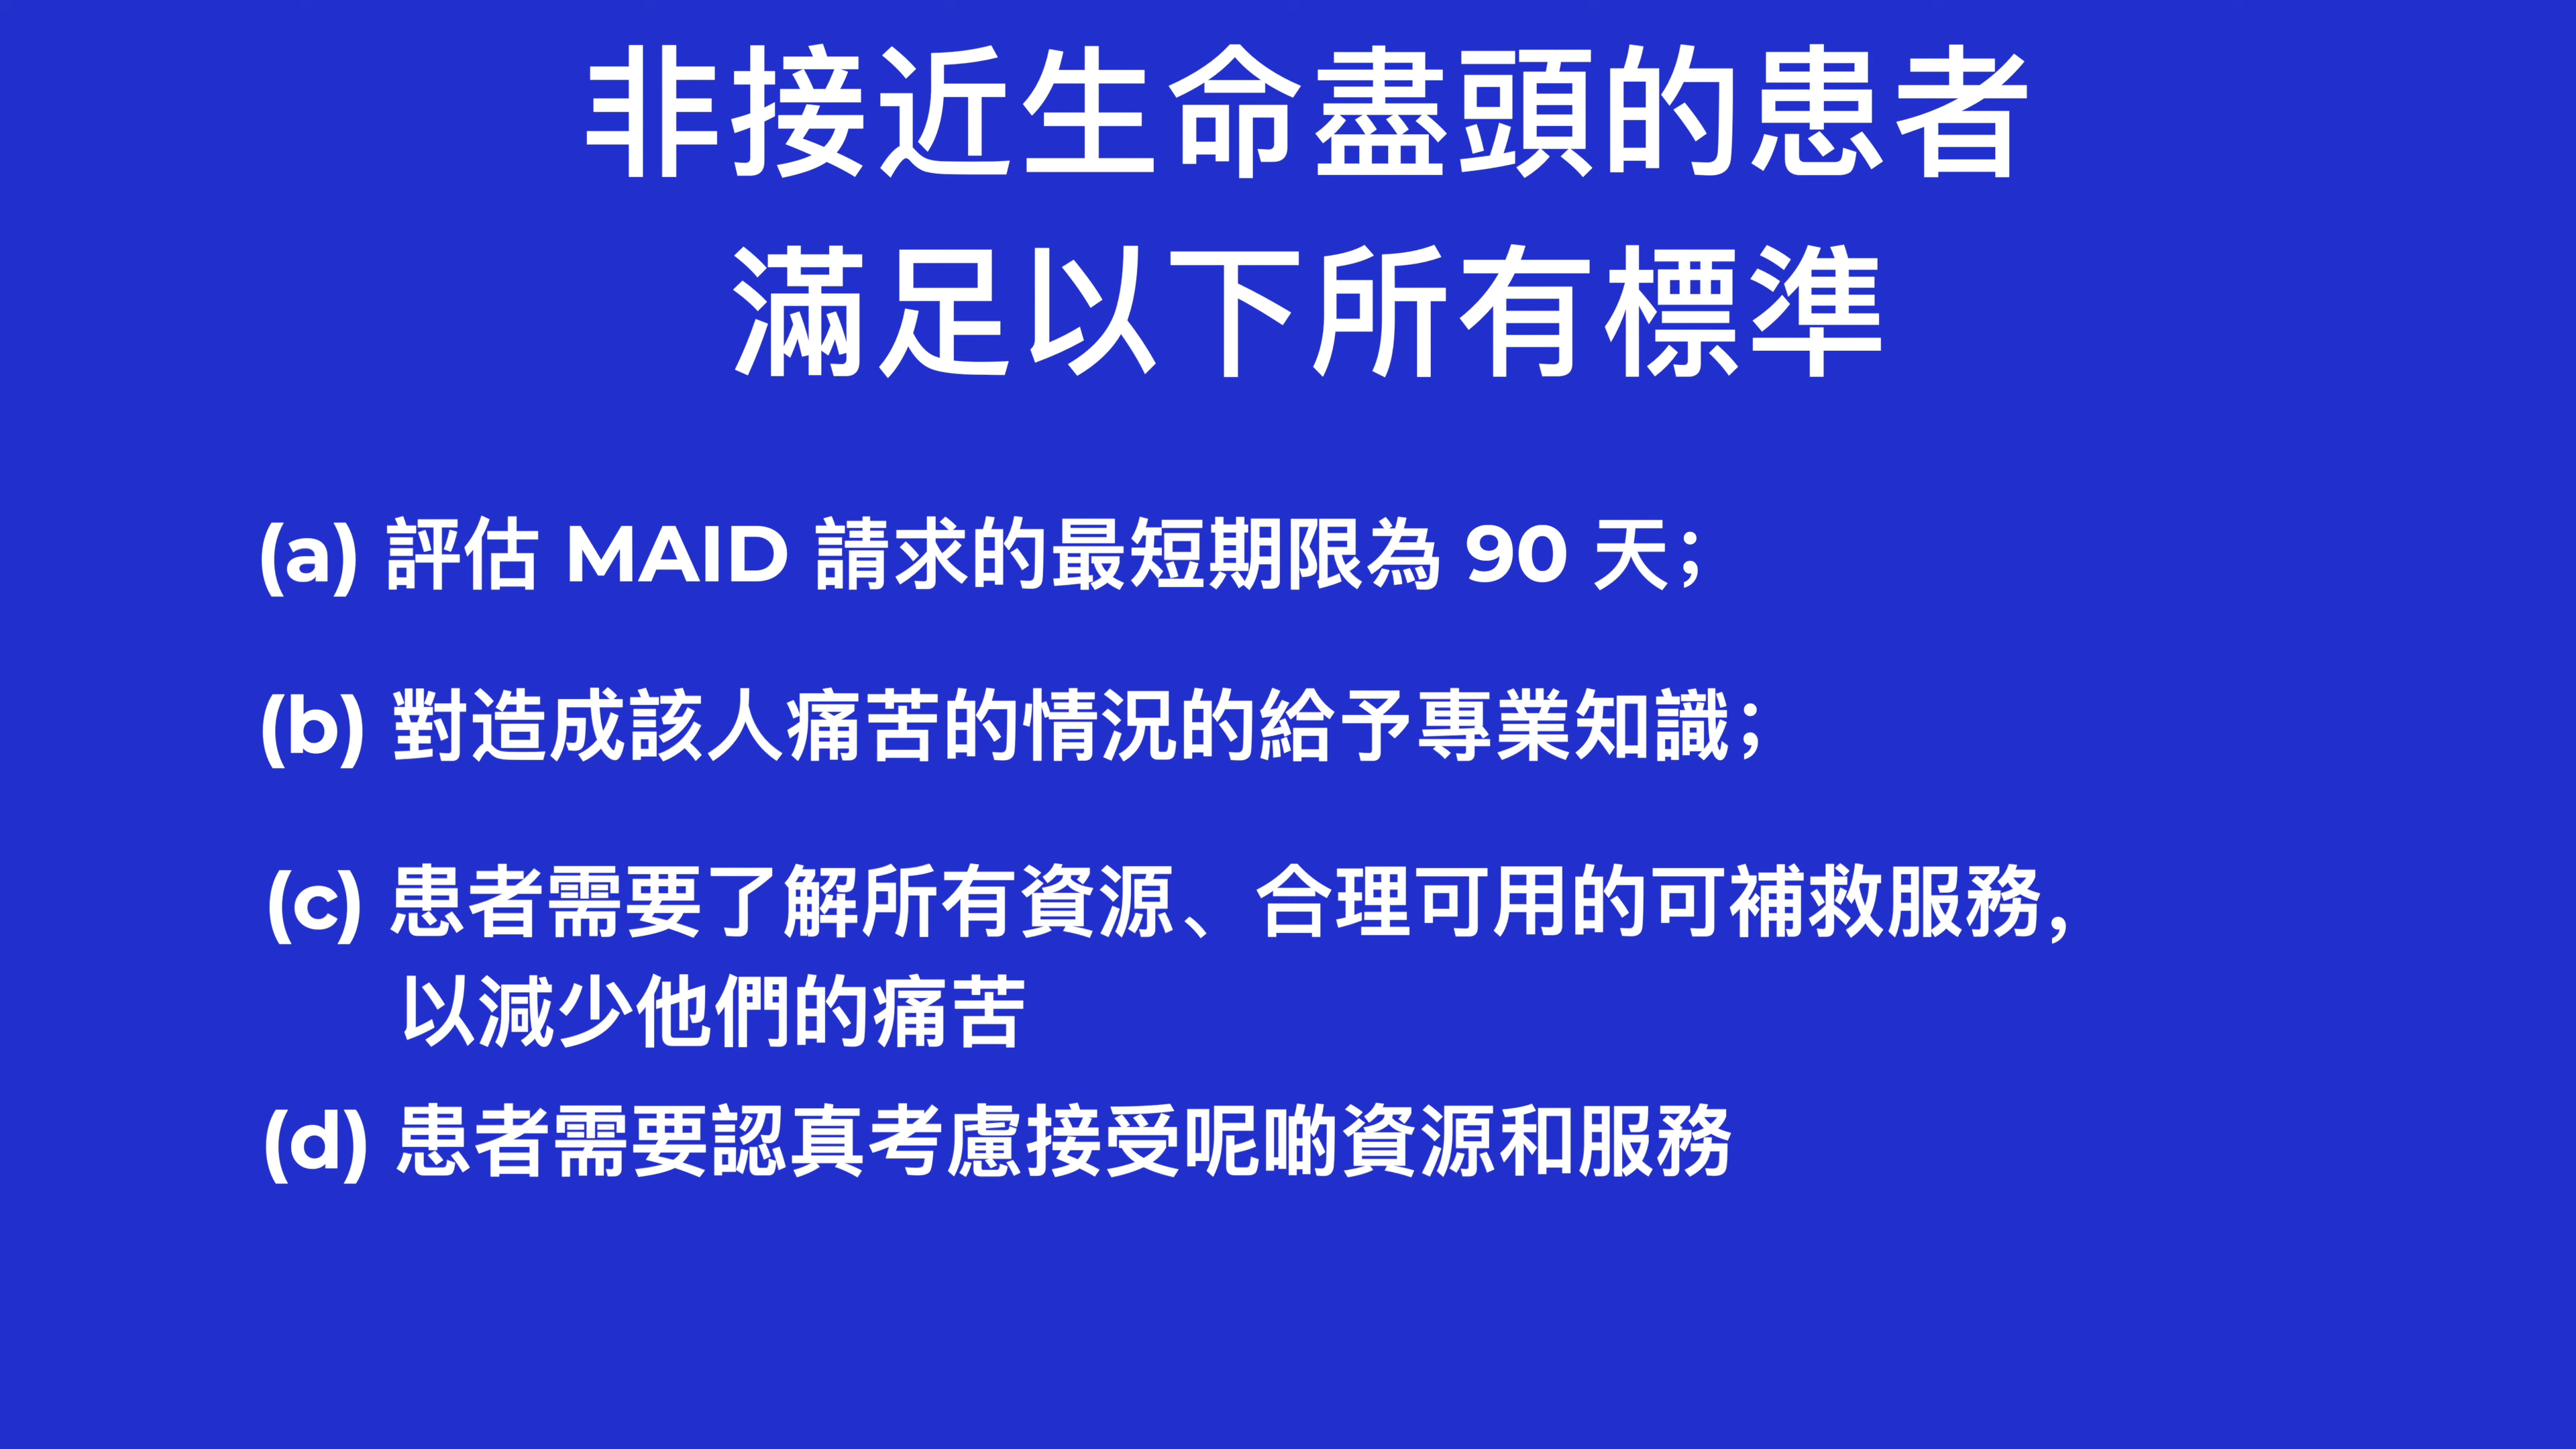 非接近生命盡頭的患者
滿足以下所有標準
(a) 評估 MAID 請求的最短期限為 90 天;
(b) 對造成該人痛苦的情況的給予專業知識;
(c) 患者需要了解所有資源、合理可用的可補救服務,
以減少他們的痛苦
(d) 患者需要認真考慮接受呢啲資源和服務